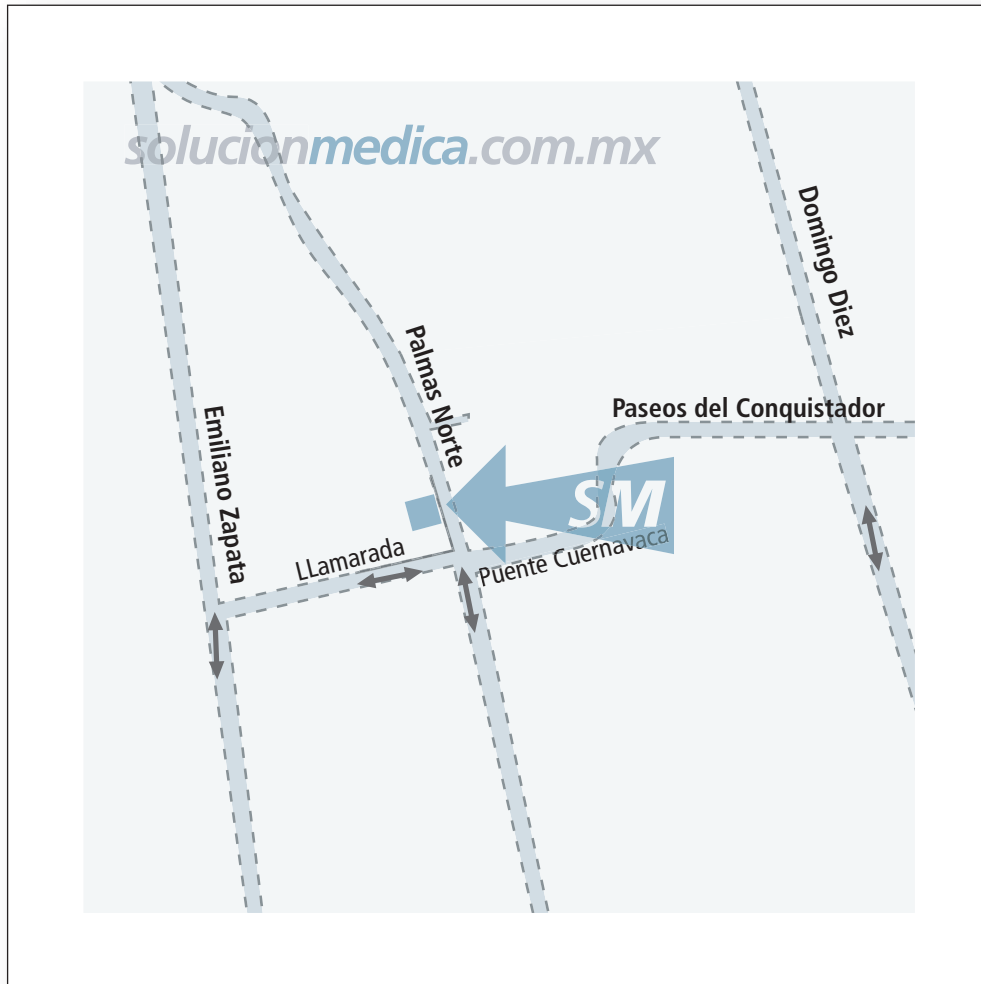 solucionmedica.com.mx
Domingo Diez
Palmas Norte
Paseos del Conquistador
Emiliano Zapata
SM
LLamarada
Puente Cuernavaca